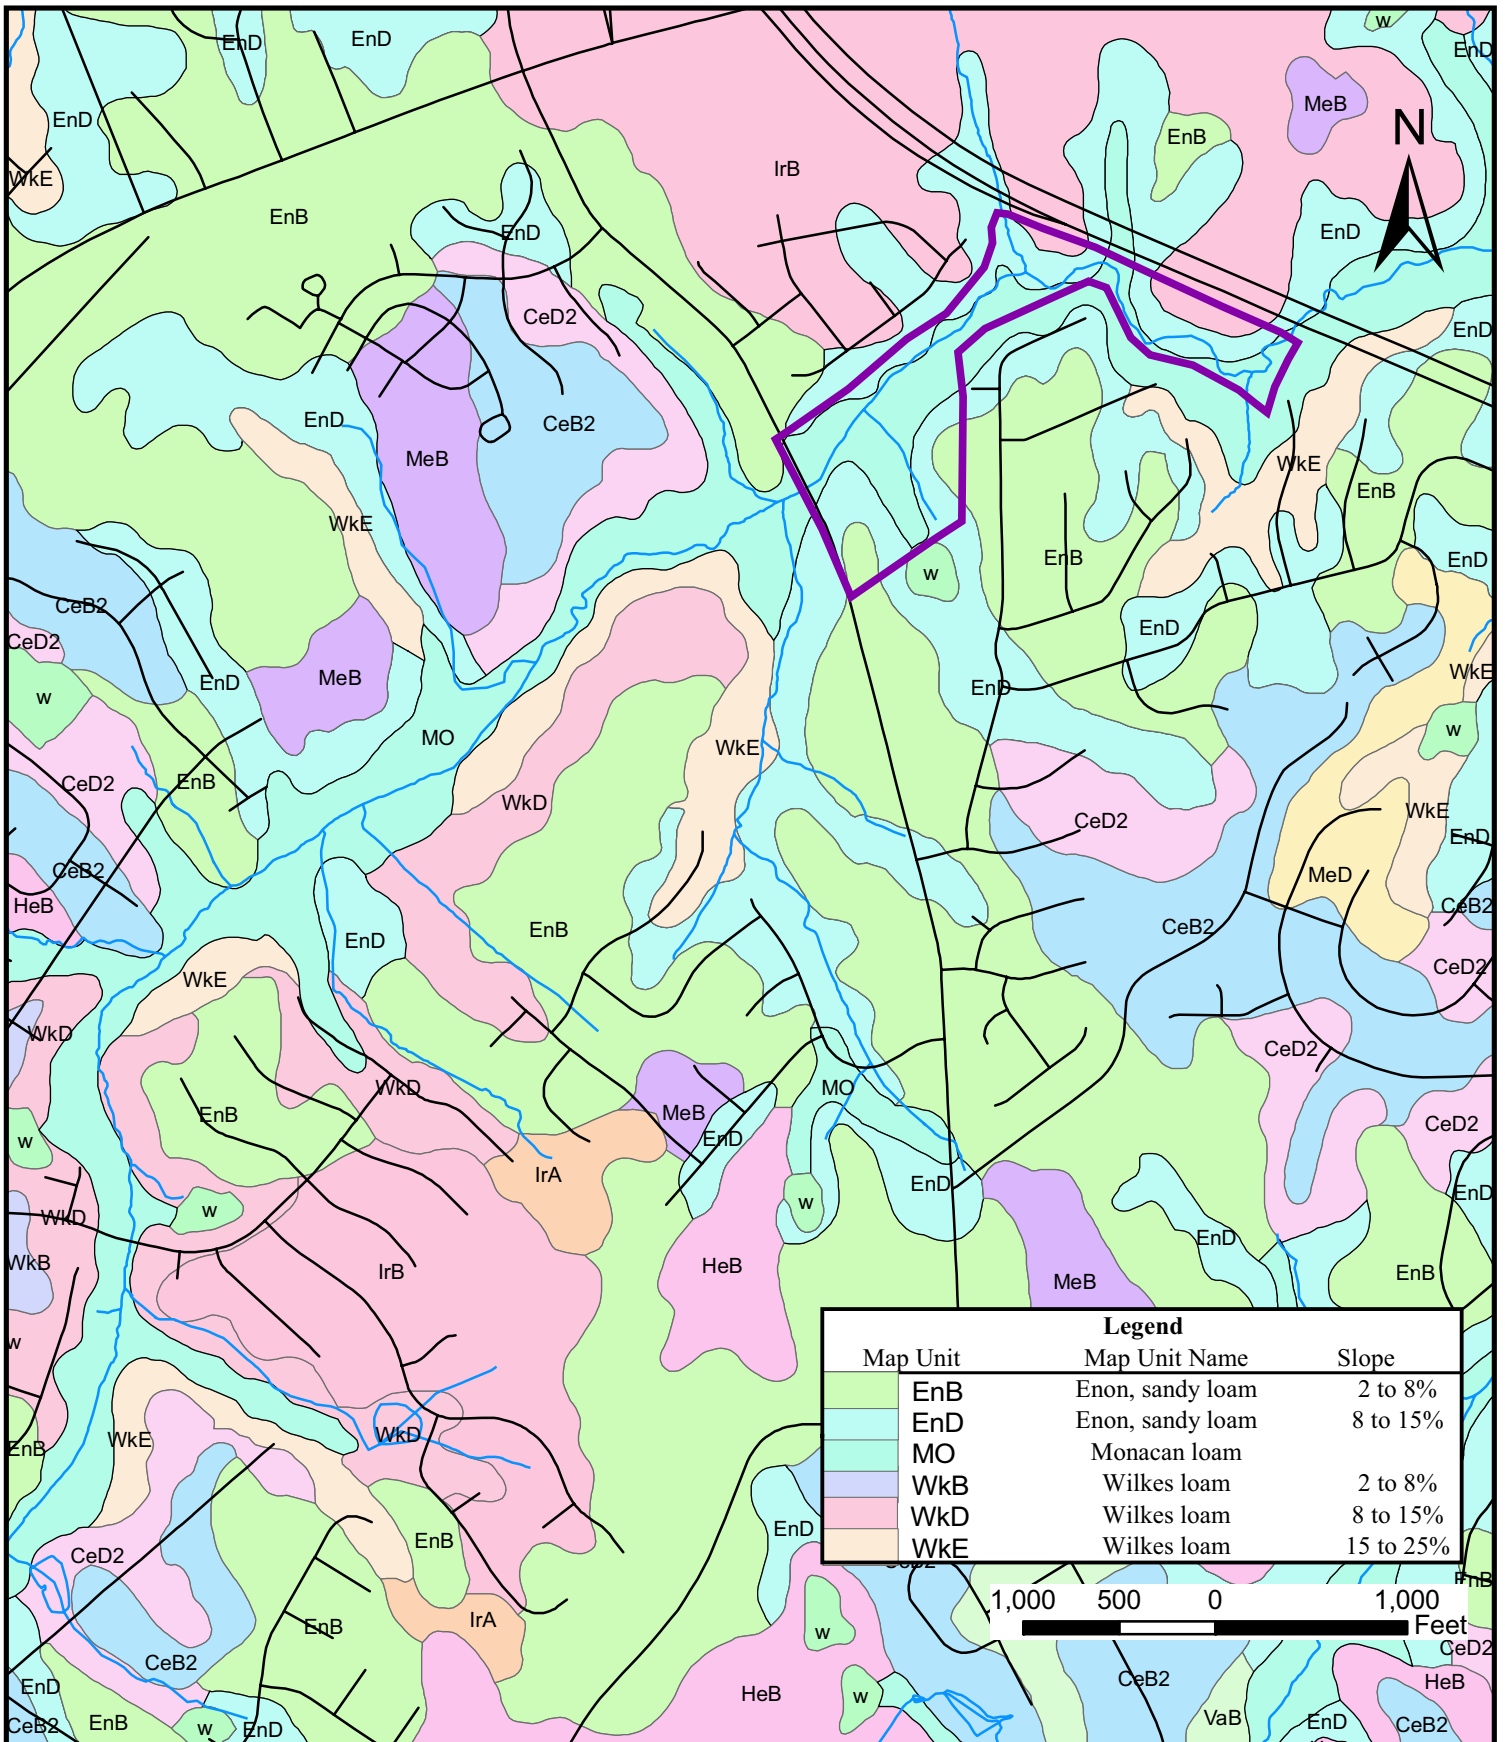 w
EnD
EnD
EnD
MeB
N
EnD
EnB
IrB
WkE
EnB
EnD
EnD
CeD2
EnD
EnD
CeB2
MeB
WkE
EnB
WkE
EnB
EnD
w
CeB2
EnD
CeD2
WkE
MeB
EnD
EnD
w
w
MO
WkE
EnB
CeD2
WkD
WkE
CeD2
EnD
CeB2
MeD
HeB
CeB2
EnB
CeB2
EnD
CeD2
WkE
WkD
CeD2
WkD
MO
EnB
MeB
CeD2
EnD
w
IrA
EnD
EnD
w
w
WkD
EnD
WkB
HeB
IrB
EnB
MeB
w
Legend
Map Unit Map Unit Name Slope
EnB Enon, sandy loam 2 to 8%
EnD Enon, sandy loam 8 to 15%
MO Monacan loam
WkB Wilkes loam 2 to 8%
WkD Wilkes loam 8 to 15%
WkE Wilkes loam 15 to 25%
WkD
WkE
EnB
EnD
EnB
CeD2
CeB2
EnB
1,000 500 0 1,000
Feet
IrA
EnB
w
CeD2
CeB2
CeB2
HeB
EnD
HeB
w
VaB
EnD
CeB2
CeB2
EnB
w
EnD